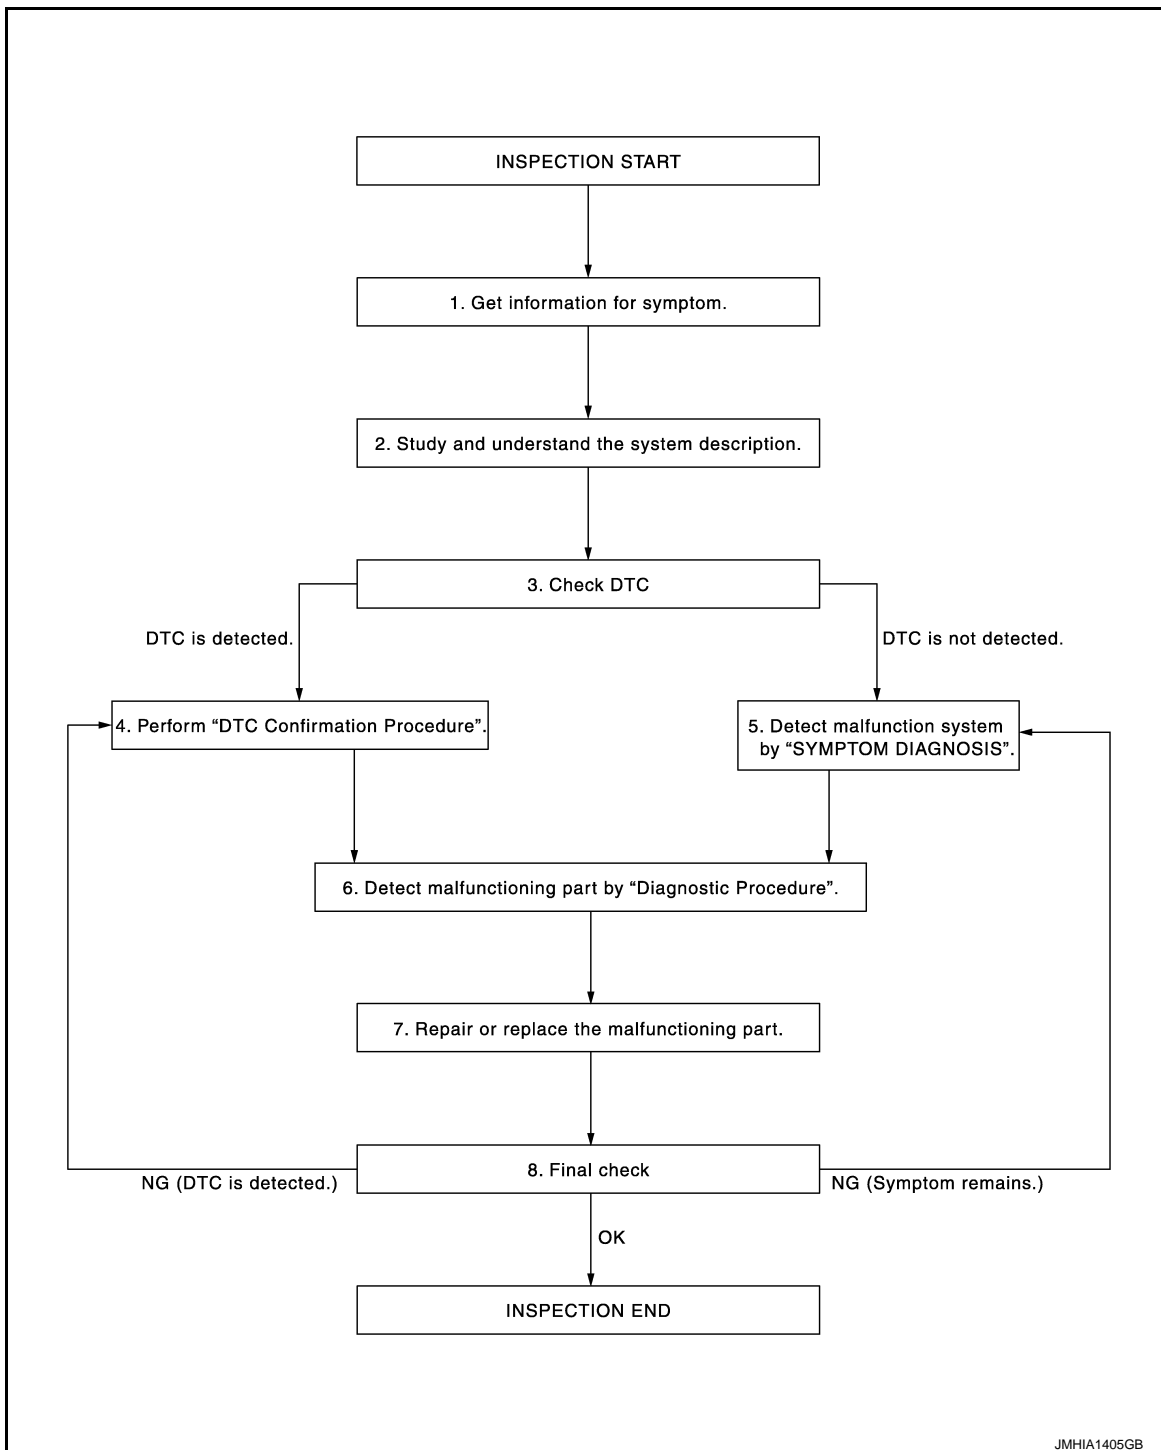 INSPECTION START
1. Get information for symptom.
2. Study and understand the system description.
3. Check DTC
DTC is detected.
DTC is not detected.
4. Perform “DTC Confirmation Procedure”.
5. Detect malfunction system
by “SYMPTOM DIAGNOSIS”.
6. Detect malfunctioning part by “Diagnostic Procedure”.
7. Repair or replace the malfunctioning part.
8. Final check
NG (DTC is detected.)
NG (Symptom remains.)
OK
INSPECTION END
JMHIA1405GB